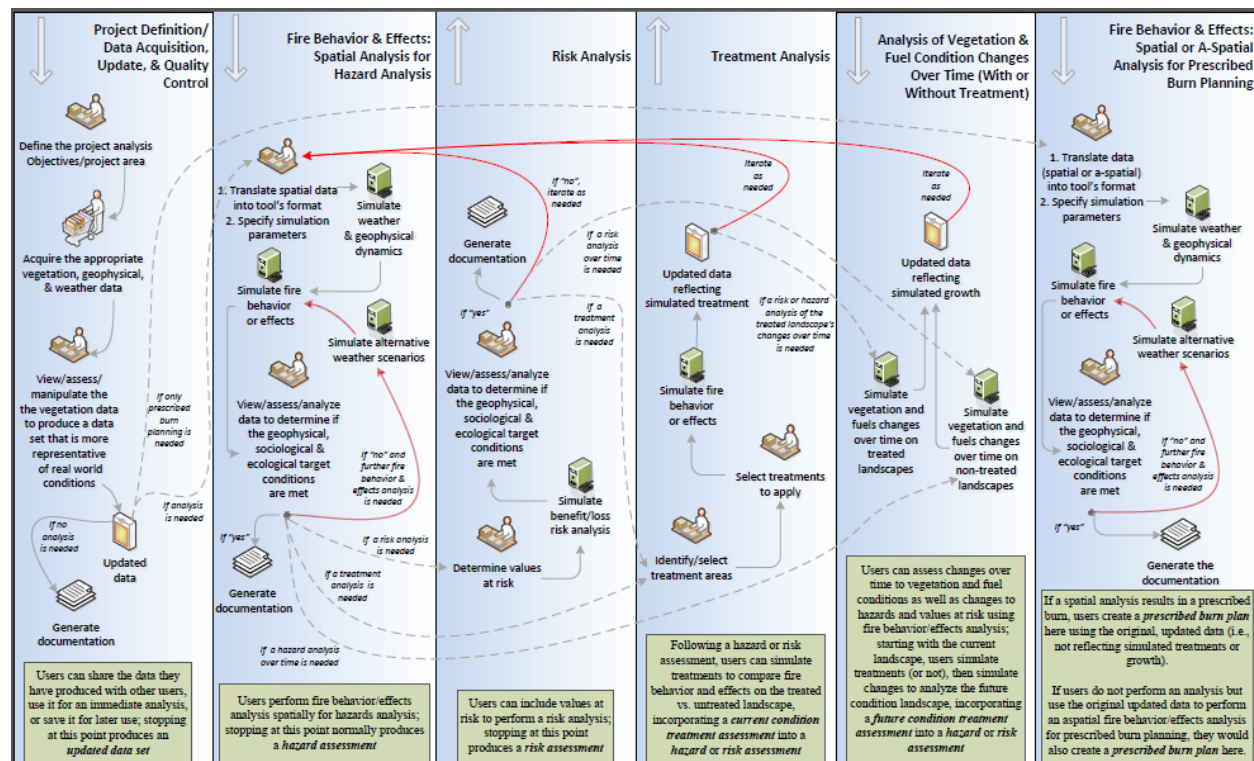 Project Definition/
Data Acquisition,
Update, & Quality
Control
Define the project analysis
Objectives/project area
Acquire the appropriate
vegetation, geophysical,
& weather data
View/assess/
manipulate the
the vegetation data
to produce a data
set that is more
representative
of real world
conditions
If only
prescribed
burn
planning is
needed
If analysis
is needed
If no
analysis is
needed
Updated
data
Generate
documentation
Users can share the data they
have produced with other users,
use it for an immediate analysis,
or save it for later use; stopping
at this point produces an
updated data set
Fire Behavior & Effects:
Spatial Analysis for
Hazard Analysis
1. Translate spatial data
into tool's format
2. Specify simulation
parameters
Simulate
weather
& geophysical
dynamics
Simulate fire
behavior
or effects
Simulate alternative
weather scenarios
View/assess/analyze
data to determine if
the geophysical,
sociological &
ecological target
conditions
are met
If "no" and
further fire
behavior &
effects analysis
is needed
If "yes"
Generate
documentation
If a risk analysis
is needed
If a treatment
analysis is
needed
If a hazard analysis
over time is needed
Users perform fire behavior/effects
analysis spatially for hazards analysis;
stopping at this point normally produces
a hazard assessment
Risk Analysis
If "no",
iterate as
needed
Generate
documentation
If a risk
analysis
over time is
needed
If "yes"
If a
treatment
analysis is
needed
View/assess/analyze
data to determine if
the geophysical,
sociological &
ecological target
conditions
are met
Simulate
benefit/loss
risk analysis
Determine values
at risk
Users can include values at
risk to perform a risk analysis;
stopping at this point
produces a risk assessment
Treatment Analysis
Iterate
as
needed
Updated data
reflecting
simulated treatment
If a risk or hazard
analysis of the
treated landscape's
changes over time
is needed
Simulate fire
behavior
or effects
Select treatments
to apply
Identify/select
treatment areas
Following a hazard or risk
assessment, users can simulate
treatments to compare fire
behavior and effects on the treated
vs. untreated landscape,
incorporating a current condition
treatment assessment into a
hazard or risk assessment
Analysis of Vegetation &
Fuel Condition Changes
Over Time (With or
Without Treatment)
Iterate
as
needed
Updated data
reflecting
simulated growth
Simulate
vegetation and
fuels changes
over time on
treated
landscapes
Simulate
vegetation and
fuels changes
over time on
non-treated
landscapes
Users can assess changes over
time to vegetation and fuel
conditions as well as changes to
hazards and values at risk using
fire behavior/effects analysis;
starting with the current
landscape, users simulate
treatments (or not), then simulate
changes to analyze the future
condition landscape, incorporating
a future condition treatment
assessment into a hazard or risk
assessment
Fire Behavior & Effects:
Spatial or A-Spatial
Analysis for Prescribed
Burn Planning
1. Translate data
(spatial or a-spatial)
into tool's format
2. Specify simulation
parameters
Simulate weather
& geophysical
dynamics
Simulate fire
behavior
or effects
Simulate alternative
weather scenarios
View/assess/analyze
data to determine if
the geophysical,
sociological &
ecological target
conditions
are met
If "no" and
further fire
behavior &
effects analysis
is needed
If "yes"
Generate the
documentation
If a spatial analysis results in a prescribed
burn, users create a prescribed burn plan
here using the original, updated data (i.e.,
not reflecting simulated treatments or
growth).
If users do not perform an analysis but
use the original updated data to perform
an aspatial fire behavior/effects analysis
for prescribed burn planning, they would
also create a prescribed burn plan here.